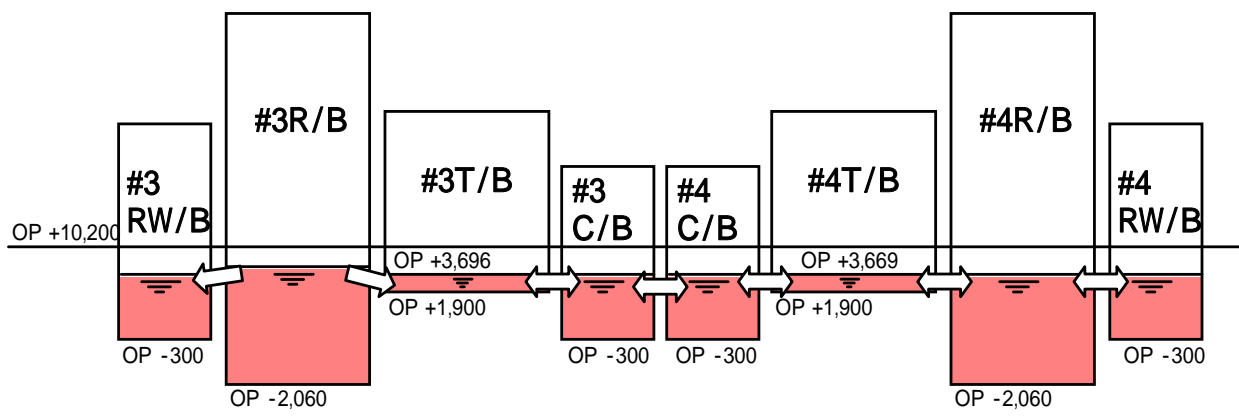 #3R/B
#4R/B
#3
RW/B
#3T/B
#3
C/B
#4
C/B
#4T/B
#4
RW/B
OP +10,200
OP +3,696
OP +3,669
OP +1,900
OP +1,900
OP -300
OP -300
OP -300
OP -300
OP -2,060
OP -2,060